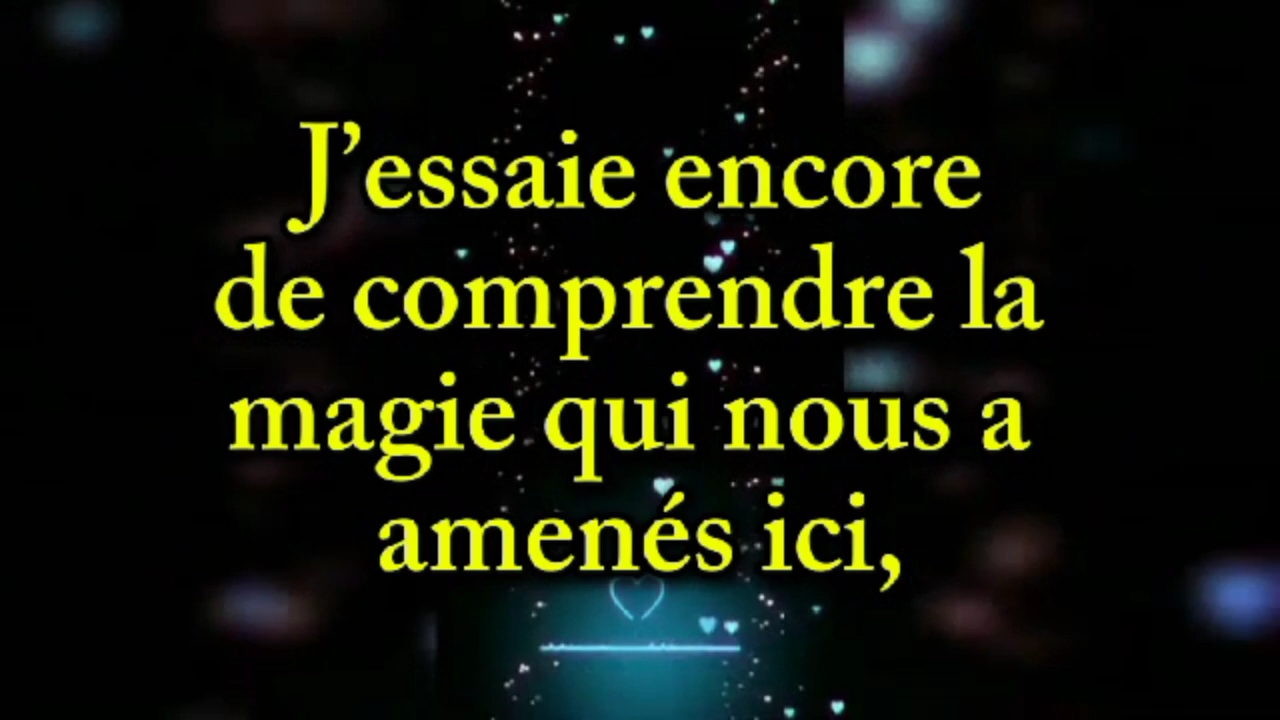 J’essaie encore
de comprendre la
magie qui nous a
amenés ici,